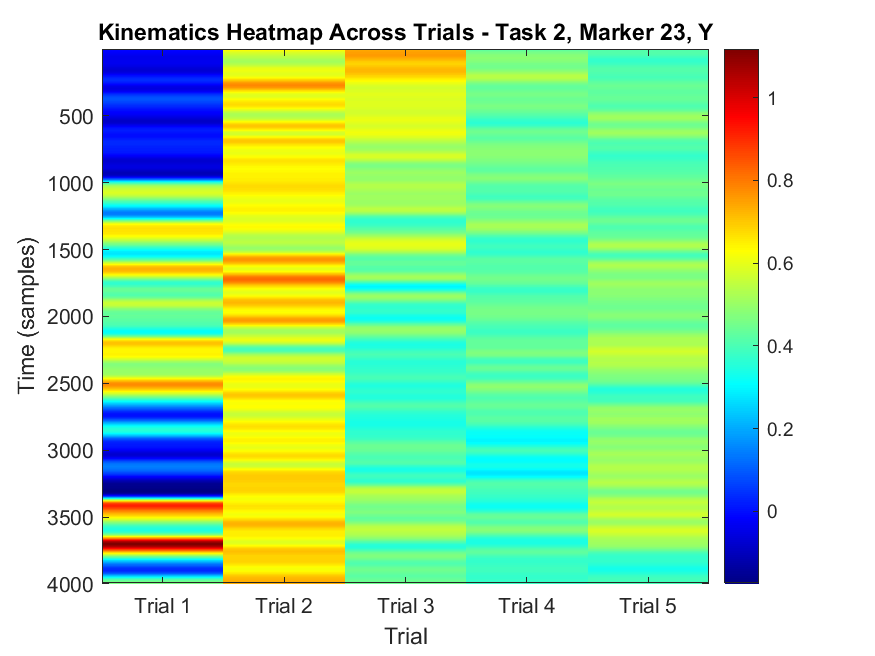 Kinematics Heatmap Across Trials - Task 2, Marker 23, Y
500
1000
1500
2000
2500
3000
3500
4000
Time (samples)
Trial 1
Trial 2
Trial 3
Trial 4
Trial 5
Trial
1
0.8
0.6
0.4
0.2
0